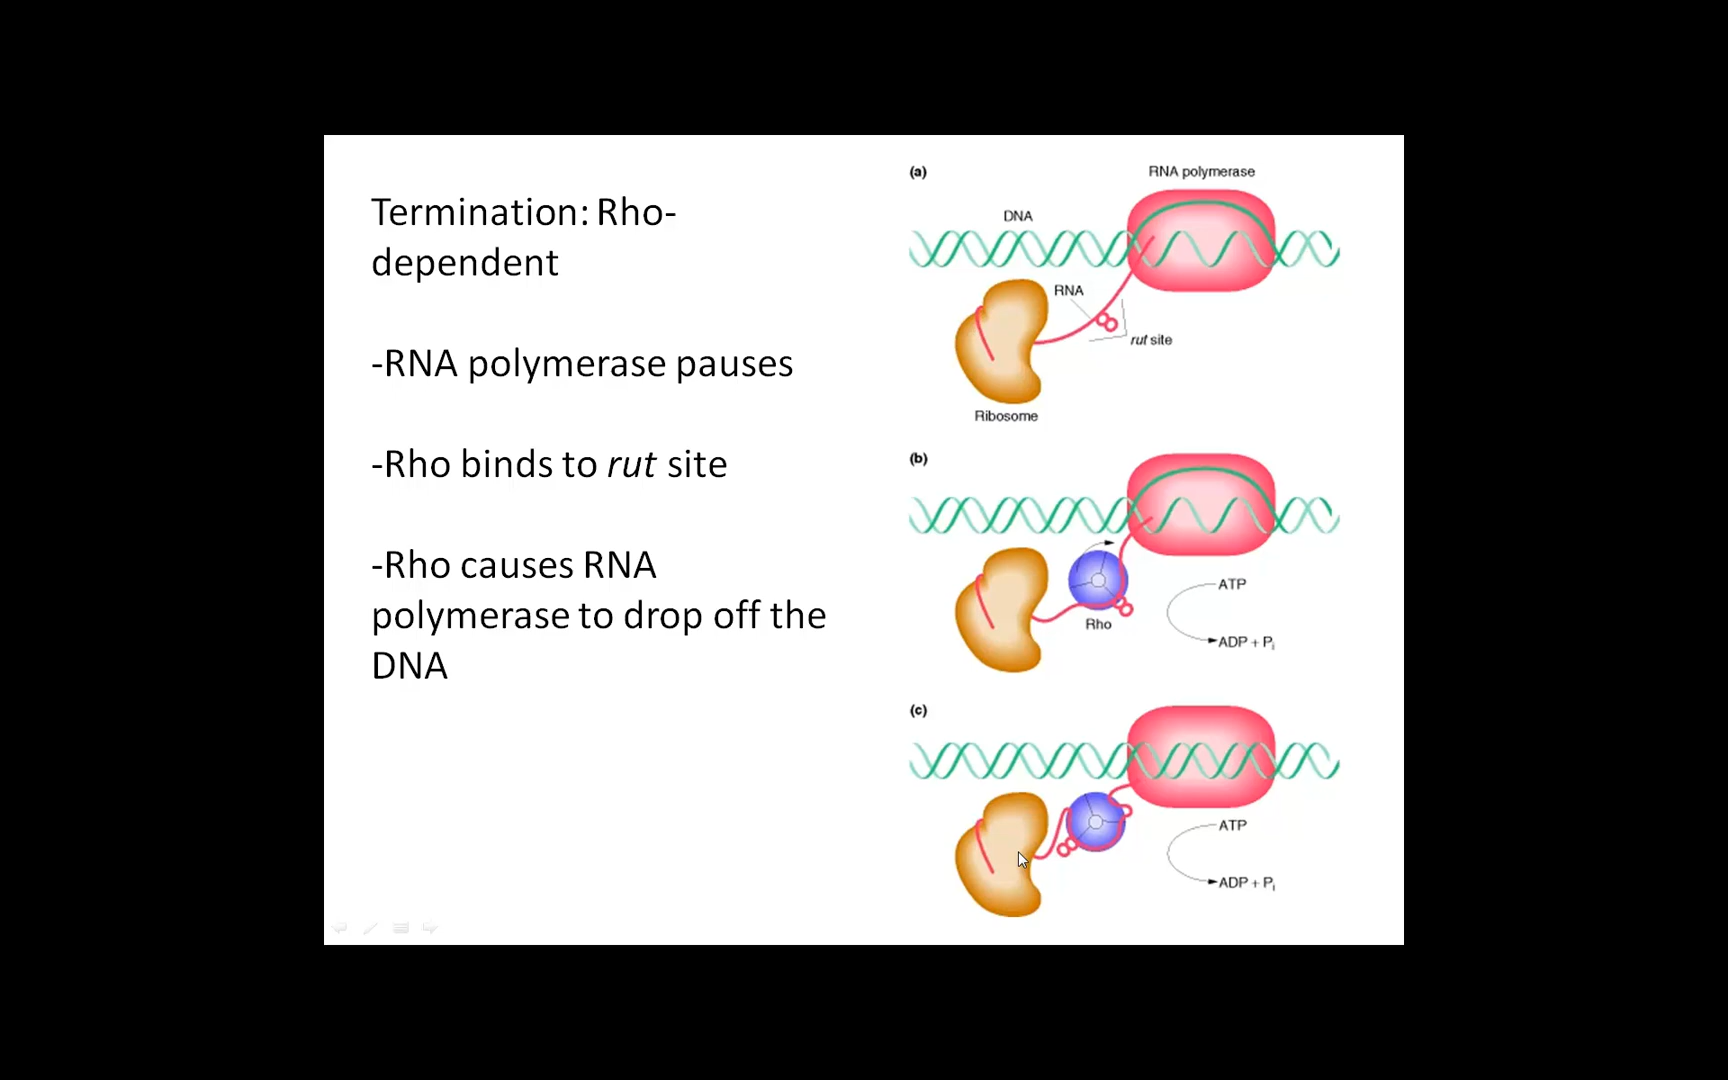 Termination: Rho-
dependent
-RNA polymerase pauses
-Rho binds to rut site
-Rho causes RNA
polymerase to drop off the
DNA
(a)
RNA polymerase
DNA
RNA
rut site
Ribosome
(b)
ATP
Rho
ADP + Pi
(c)
ATP
ADP + Pi